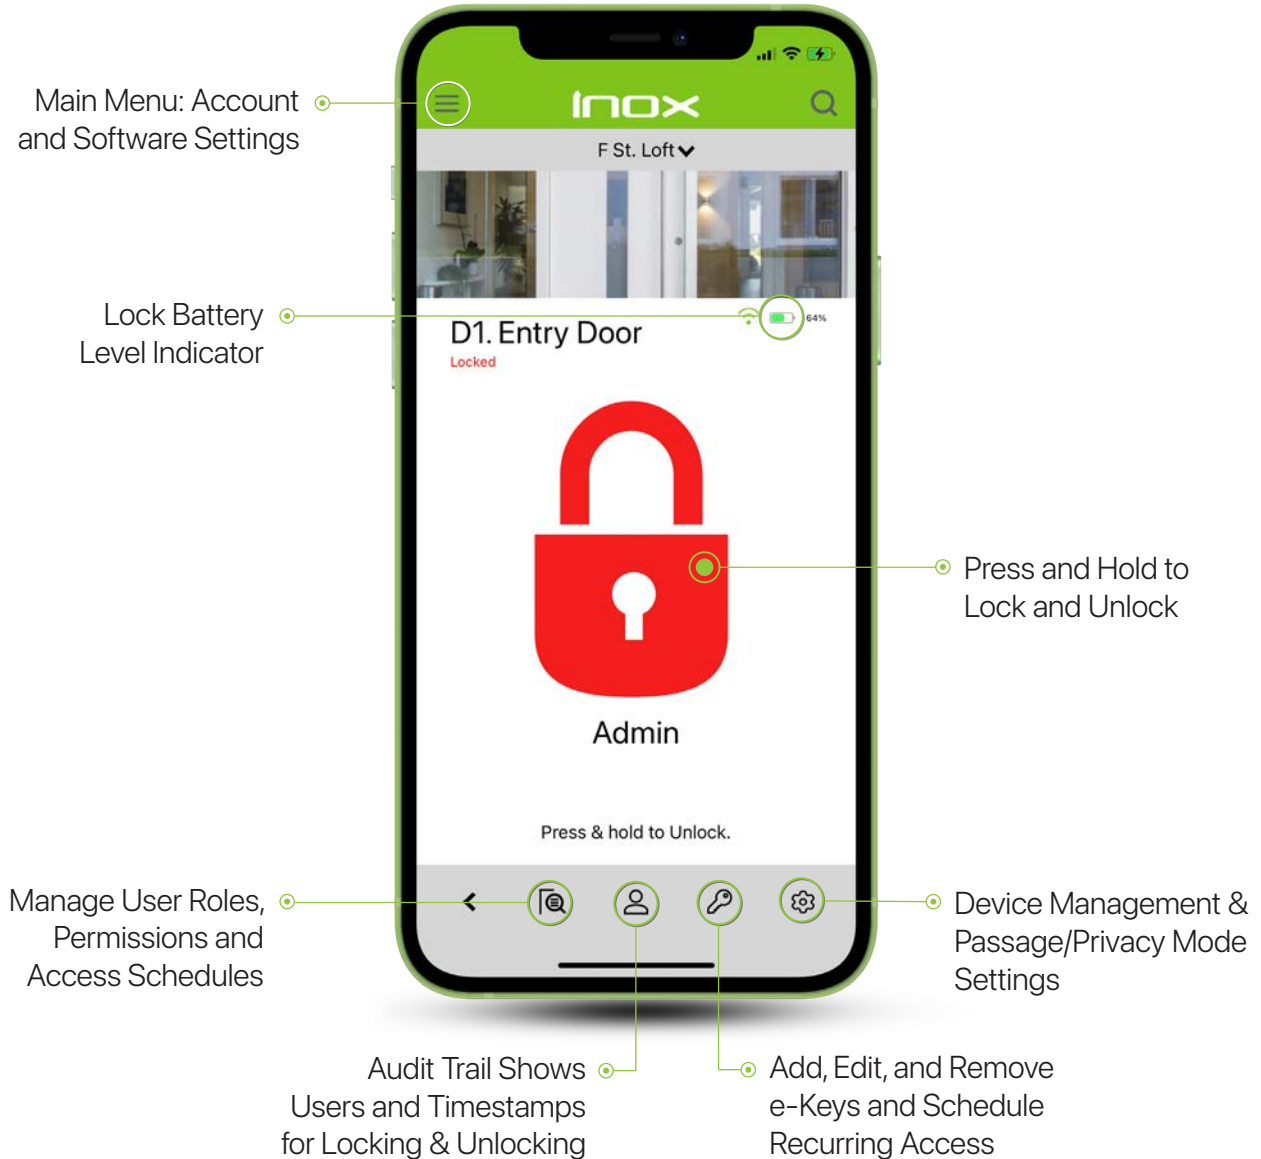 INOX
F St. Loft
Main Menu: Account
and Software Settings
Lock Battery
Level Indicator
64%
D1. Entry Door
Locked
Press and Hold to
Lock and Unlock
Admin
Press & hold to Unlock.
Manage User Roles,
Permissions and
Access Schedules
Device Management &
Passage/Privacy Mode
Settings
Audit Trail Shows
Users and Timestamps
for Locking & Unlocking
Add, Edit, and Remove
e-Keys and Schedule
Recurring Access